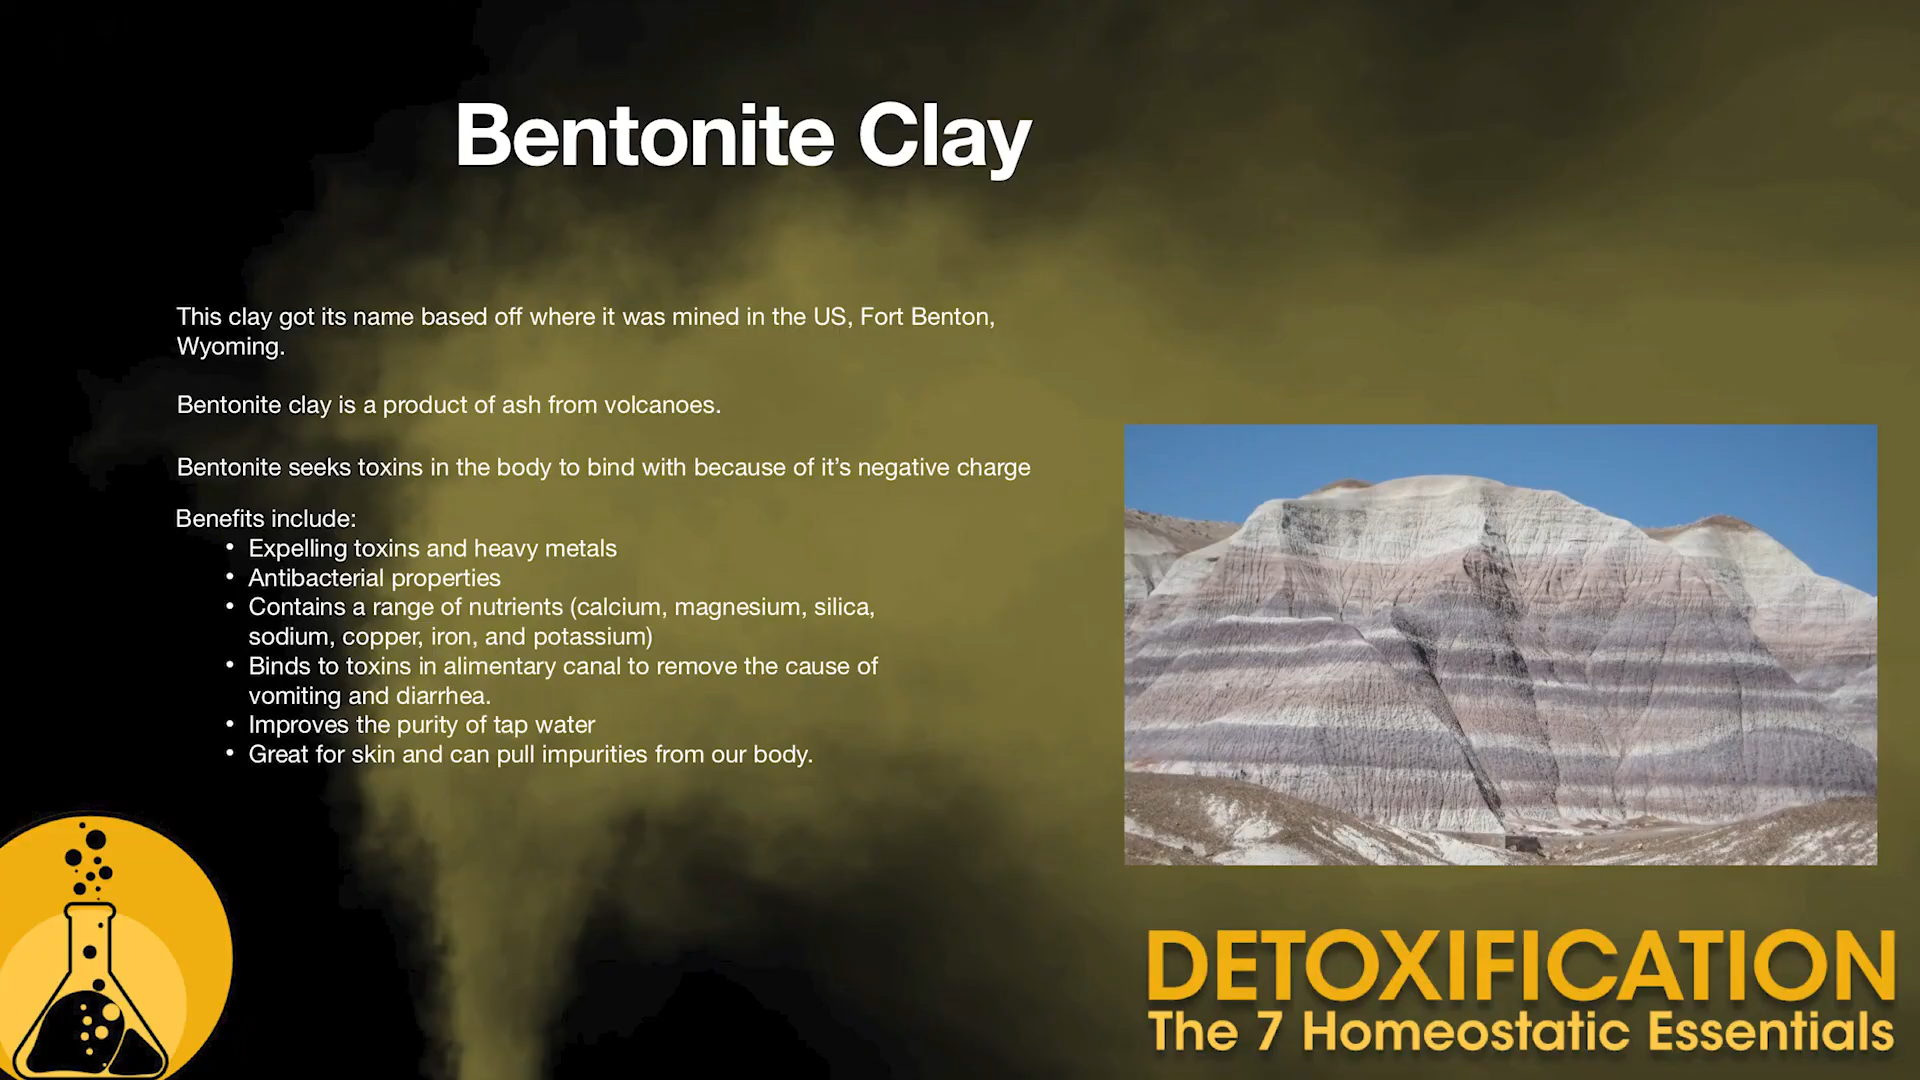 Bentonite Clay
This clay got its name based off where it was mined in the US, Fort Benton,
Wyoming.
Bentonite clay is a product of ash from volcanoes.
Bentonite seeks toxins in the body to bind with because of it’s negative charge
Benefits include:
• Expelling toxins and heavy metals
• Antibacterial properties
• Contains a range of nutrients (calcium, magnesium, silica,
sodium, copper, iron, and potassium)
• Binds to toxins in alimentary canal to remove the cause of
vomiting and diarrhea.
• Improves the purity of tap water
• Great for skin and can pull impurities from our body.
DETOXIFICATION
The 7 Homeostatic Essentials